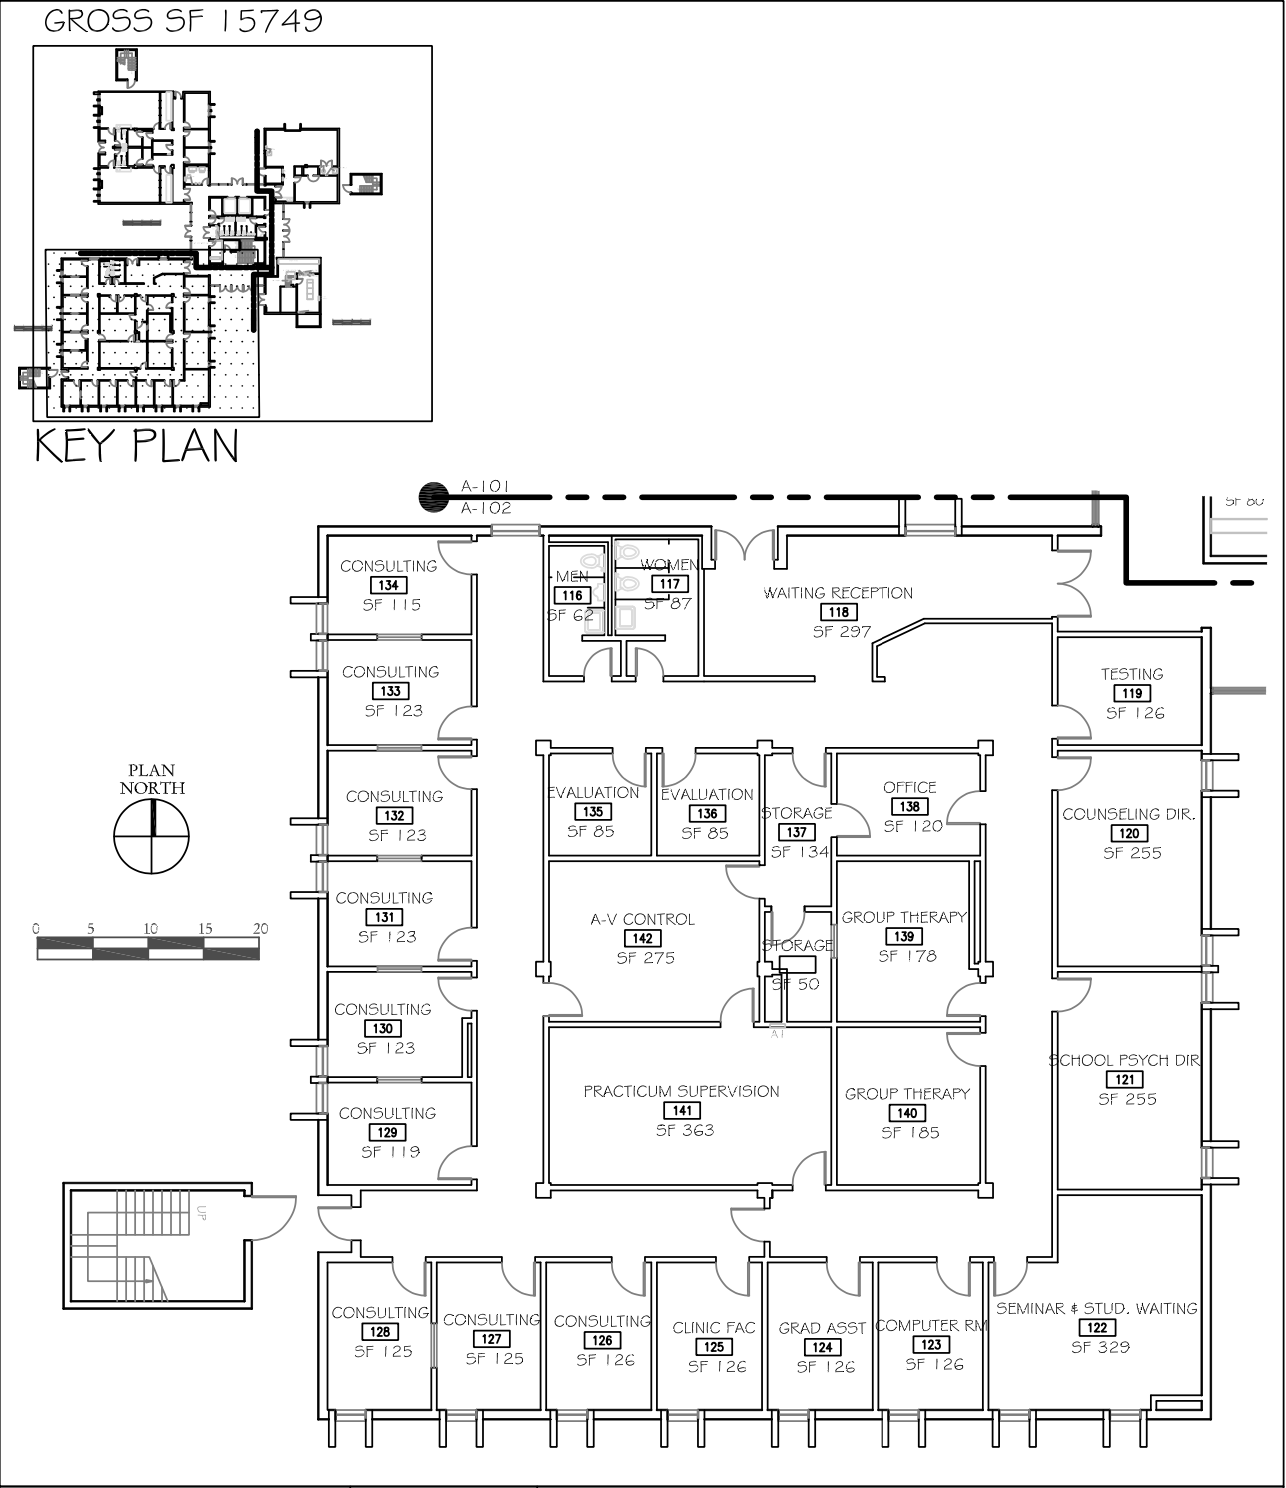 GROSS SF 15749
KEY PLAN
A-101
A-102
SF 80
CONSULTING
134
SF 115
MEN
116
SF 62
WOMEN
117
SF 87
WAITING RECEPTION
118
SF 297
CONSULTING
133
SF 123
TESTING
119
SF 126
PLAN
NORTH
CONSULTING
132
SF 123
EVALUATION
135
SF 85
EVALUATION
136
SF 85
STORAGE
137
SF 134
OFFICE
138
SF 120
COUNSELING DIR.
120
SF 255
0 5 10 15 20
CONSULTING
131
SF 123
A-V CONTROL
142
SF 275
STORAGE
SF 50
GROUP THERAPY
139
SF 178
CONSULTING
130
SF 123
A1
SCHOOL PSYCH DIR
121
SF 255
CONSULTING
129
SF 119
PRACTICUM SUPERVISION
141
SF 363
GROUP THERAPY
140
SF 185
UP
CONSULTING
128
SF 125
CONSULTING
127
SF 125
CONSULTING
126
SF 126
CLINIC FAC
125
SF 126
GRAD ASST
124
SF 126
COMPUTER RM
123
SF 126
SEMINAR & STUD. WAITING
122
SF 329